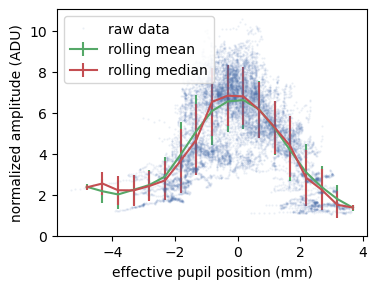 raw data
rolling mean
rolling median
normalized amplitude (ADU)
10
8
6
4
2
0
−4
−2
0
2
4
effective pupil position (mm)